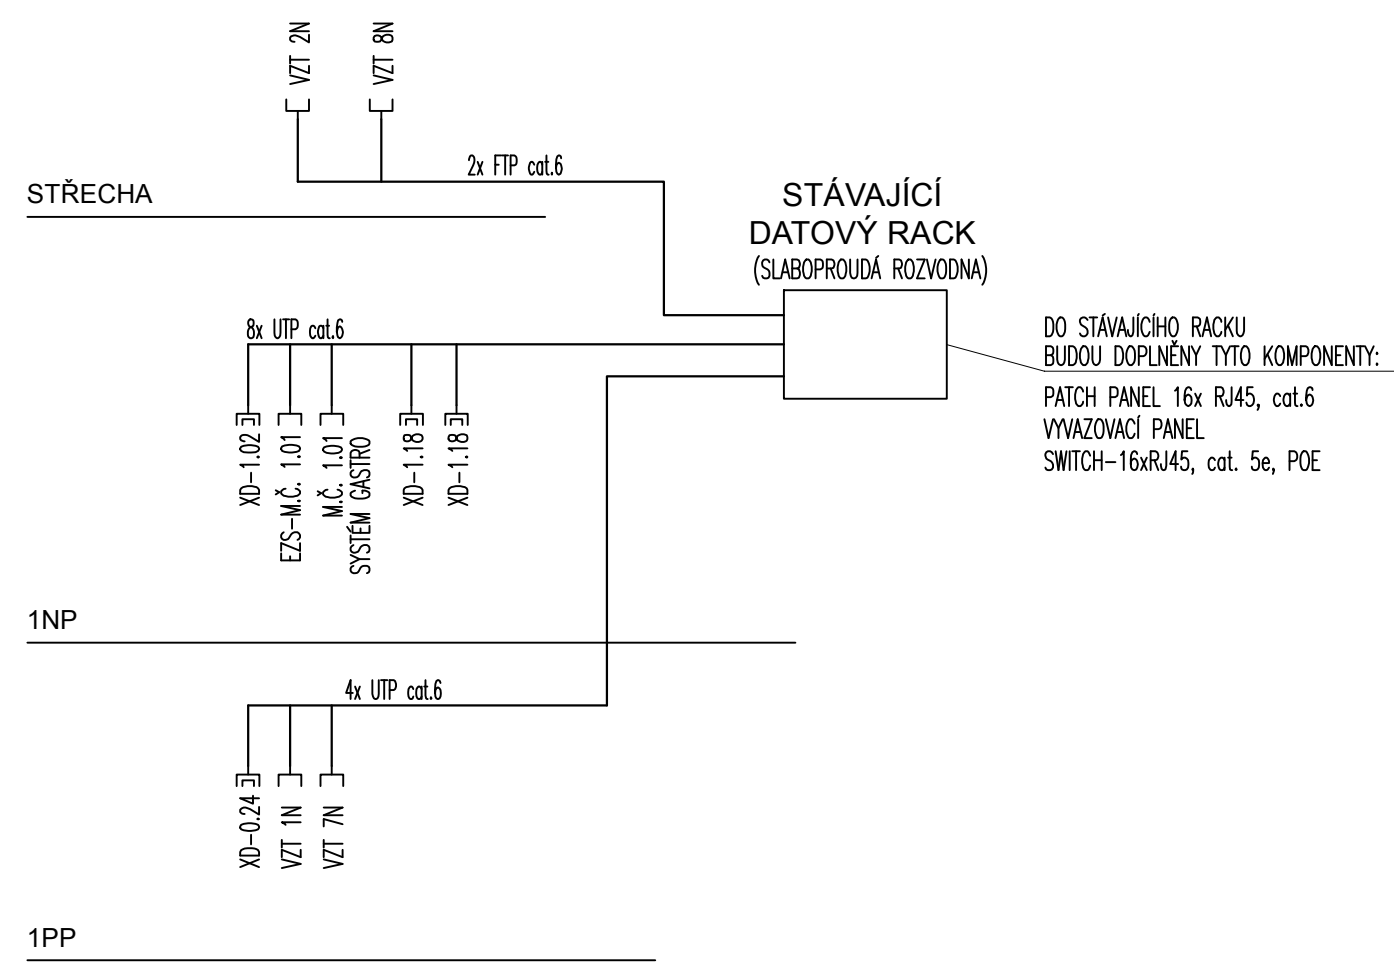 VZT 2N
VZT 8N
2x FTP cat.6
STŘECHA
STÁVAJÍCÍ
DATOVÝ RACK
(SLABOPROUDÁ ROZVODNA)
8x UTP cat.6
DO STÁVAJÍCÍHO RACKU
BUDOU DOPLNĚNY TYTO KOMPONENTY:
PATCH PANEL 16x RJ45, cat.6
VYVAZOVACÍ PANEL
SWITCH-16xRJ45, cat. 5e, POE
XD-1.02
EZS-M.Č. 1.01
M.Č. 1.01
SYSTÉM GASTRO
XD-1.18
XD-1.18
1NP
4x UTP cat.6
XD-0.24
VZT 1N
VZT 7N
1PP